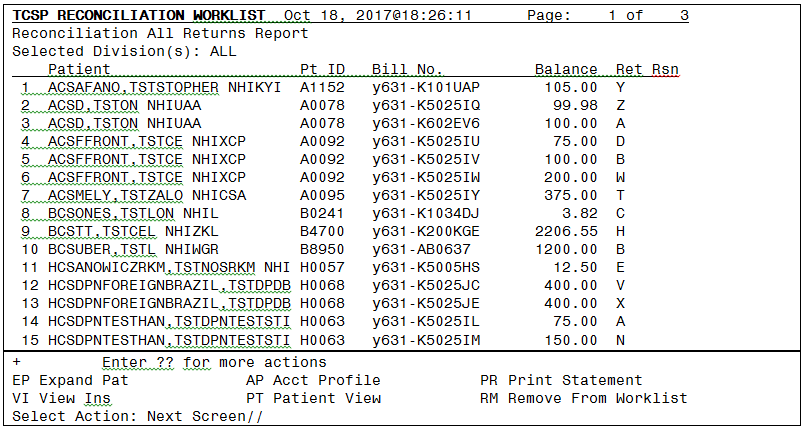 TCSP RECONCILIATION WORKLIST  Oct 18, 2017@18:26:11      Page:    1 of    3
Reconciliation All Returns Report
Selected Division(s): ALL
    Patient                     Pt ID   Bill No.          Balance  Ret Rsn
 1  ACSAFANO,TSTSTOPHER NHIKYI  A1152   y631-K101UAP       105.00  Y
 2  ACSD,TSTON NHIUAA           A0078   y631-K5025IQ        99.98  Z
 3  ACSD,TSTON NHIUAA           A0078   y631-K602EV6       100.00  A
 4  ACSFFRONT,TSTCE NHIXCP      A0092   y631-K5025IU        75.00  D
 5  ACSFFRONT,TSTCE NHIXCP      A0092   y631-K5025IV       100.00  B
 6  ACSFFRONT,TSTCE NHIXCP      A0092   y631-K5025IW       200.00  W
 7  ACSMELY,TSTZALO NHICSA      A0095   y631-K5025IY       375.00  T
 8  BCSONES,TSTLON NHIL         B0241   y631-K1034DJ         3.82  C
 9  BCSTT,TSTCEL NHIZKL         B4700   y631-K200KGE      2206.55  H
10  BCSUBER,TSTL NHIWGR         B8950   y631-AB0637       1200.00  B
11  HCSANOWICZRKM,TSTNOSRKM NHI H0057   y631-K5005HS        12.50  E
12  HCSDPNFOREIGNBRAZIL,TSTDPDB H0068   y631-K5025JC       400.00  V
13  HCSDPNFOREIGNBRAZIL,TSTDPDB H0068   y631-K5025JE       400.00  X
14  HCSDPNTESTHAN,TSTDPNTESTSTI H0063   y631-K5025IL        75.00  A
15  HCSDPNTESTHAN,TSTDPNTESTSTI H0063   y631-K5025IM       150.00  N
+         Enter ?? for more actions
EP Expand Pat             AP Acct Profile           PR Print Statement
VI View Ins               PT Patient View           RM Remove From Worklist
Select Action: Next Screen//